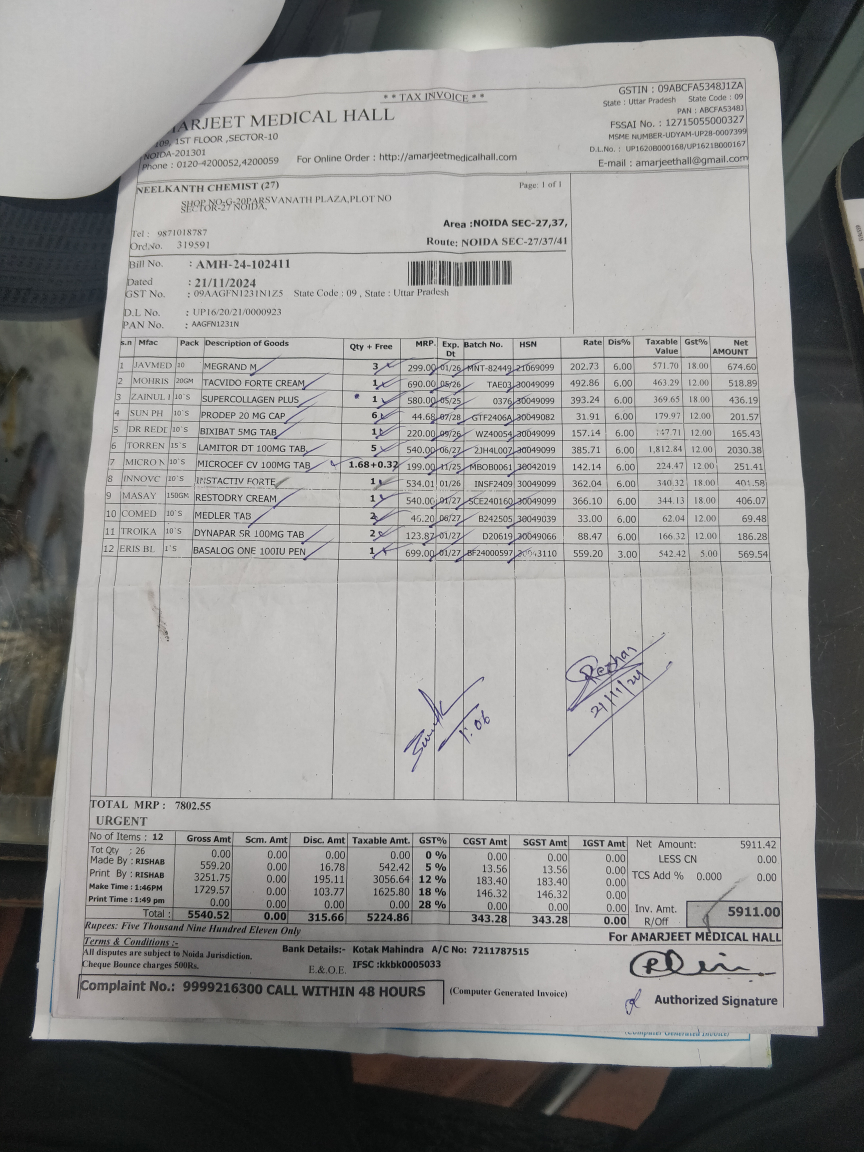 * * TAX INVOICE * *
ARJEET MEDICAL HALL
109, 1ST FLOOR ,SECTOR-10
NOIDA-201301
Phone : 0120-4200052,4200059 For Online Order : http://amarjeetmedicalhall.com
GSTIN : 09ABCFA5348J1ZA
State : Uttar Pradesh State Code : 09
PAN : ABCFA5348J
FSSAI No. : 12715055000327
MSME NUMBER-UDYAM-UP28-0007399
D.L.No. : UP1620B000168/UP1621B000167
E-mail : amarjeethall@gmail.com
NEELKANTH CHEMIST (27) Page: 1 of 1
SHOP NO;G-20PARSVANATH PLAZA,PLOT NO
SECTOR-27 NOIDA,
Area :NOIDA SEC-27,37,
Tel : 9871018787
Ord.No. 319591 Route: NOIDA SEC-27/37/41
Bill No. : AMH-24-102411
Dated : 21/11/2024
GST No. : 09AAGFN1231N1Z5 State Code : 09 , State : Uttar Pradesh
D.L No. : UP16/20/21/0000923
PAN No. : AAGFN1231N
s.n Mfac Pack Description of Goods Qty + Free MRP. Exp. Dt Batch No. HSN Rate Dis% Taxable Value Gst% Net AMOUNT
1 JAVMED 10 MEGRAND M 3 299.00 01/26 MNT-82449 21069099 202.73 6.00 571.70 18.00 674.60
2 MOHRIS 20GM TACVIDO FORTE CREAM 1 690.00 05/26 TAE03 30049099 492.86 6.00 463.29 12.00 518.89
3 ZAINUL I 10`S SUPERCOLLAGEN PLUS 1 580.00 05/25 0376 30049099 393.24 6.00 369.65 18.00 436.19
4 SUN PH 10`S PRODEP 20 MG CAP 6 44.68 07/28 GTF2406A 30049082 31.91 6.00 179.97 12.00 201.57
5 DR REDD 10`S BIXIBAT 5MG TAB 1 220.00 09/26 WZ40054 30049099 157.14 6.00 12.00 165.43
6 TORREN 15`S LAMITOR DT 100MG TAB 5 540.00 06/27 2JH4L007 30049099 385.71 6.00 1,812.84 12.00 2030.38
7 MICRO N 10`S MICROCEF CV 100MG TAB 1.68+0.32 199.00 11/25 MBOB0061 30042019 142.14 6.00 224.47 12.00 251.41
8 INNOVC 10`S INSTACTIV FORTE 1 534.01 01/26 INSF2409 30049099 362.04 6.00 340.32 18.00 401.58
9 MASAY 150GM RESTODRY CREAM 1 540.00 01/27 SCE240160 30049099 366.10 6.00 344.13 18.00 406.07
10 COMED 10`S MEDLER TAB 2 46.20 06/27 B242505 30049039 33.00 6.00 62.04 12.00 69.48
11 TROIKA 10`S DYNAPAR SR 100MG TAB 2 123.87 01/27 D20619 30049066 88.47 6.00 166.32 12.00 186.28
12 ERIS BL 1`S BASALOG ONE 100IU PEN 1 699.00 01/27 BF24000597 559.20 3.00 542.42 5.00 569.54
1:06
21/11/24
TOTAL MRP : 7802.55
URGENT
No of Items : 12
Tot Qty : 26
Made By : RISHAB
Print By : RISHAB
Make Time : 1:46PM
Print Time : 1:49 pm
Gross Amt Scm. Amt Disc. Amt Taxable Amt. GST% CGST Amt SGST Amt IGST Amt
0.00 0.00 0.00 0.00 0 % 0.00 0.00 0.00
559.20 0.00 16.78 542.42 5 % 13.56 13.56 0.00
3251.75 0.00 195.11 3056.64 12 % 183.40 183.40 0.00
1729.57 0.00 103.77 1625.80 18 % 146.32 146.32 0.00
0.00 0.00 0.00 0.00 28 % 0.00 0.00 0.00
Total : 5540.52 0.00 315.66 5224.86 343.28 343.28 0.00
Net Amount: 5911.42
LESS CN 0.00
TCS Add % 0.000 0.00
Inv. Amt. R/Off 5911.00
Rupees: Five Thousand Nine Hundred Eleven Only
For AMARJEET MEDICAL HALL
Terms & Conditions :-
All disputes are subject to Noida Jurisdiction.
Cheque Bounce charges 500Rs.
Bank Details:- Kotak Mahindra A/C No: 7211787515
E.&.O.E. IFSC :kkbk0005033
Complaint No.: 9999216300 CALL WITHIN 48 HOURS (Computer Generated Invoice)
Authorized Signature
(Computer Generated Invoice)